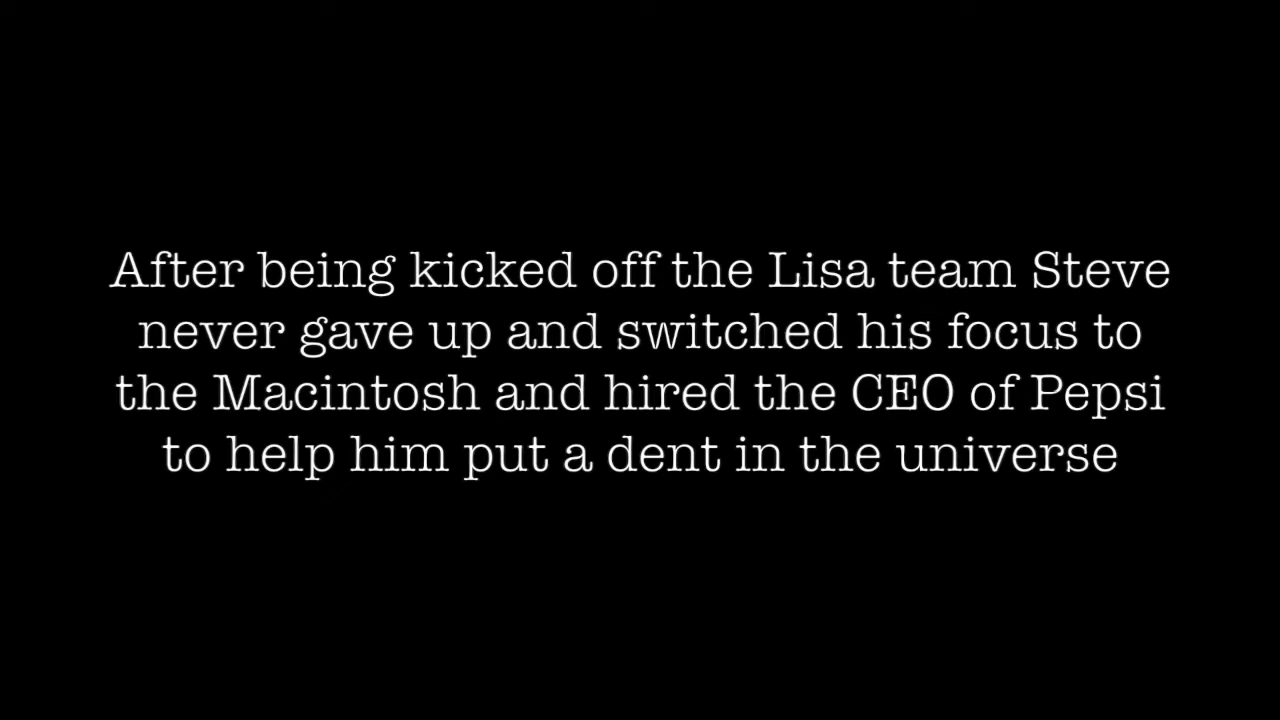 After being kicked off the Lisa team Steve
never gave up and switched his focus to
the Macintosh and hired the CEO of Pepsi
to help him put a dent in the universe